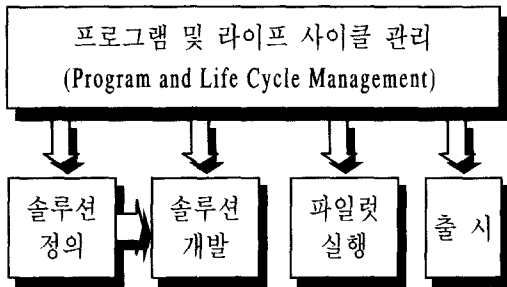 프로그램 및 라이프 사이클 관리
(Program and Life Cycle Management)
솔루션
정의
솔루션
개발
파일럿
실행
출 시